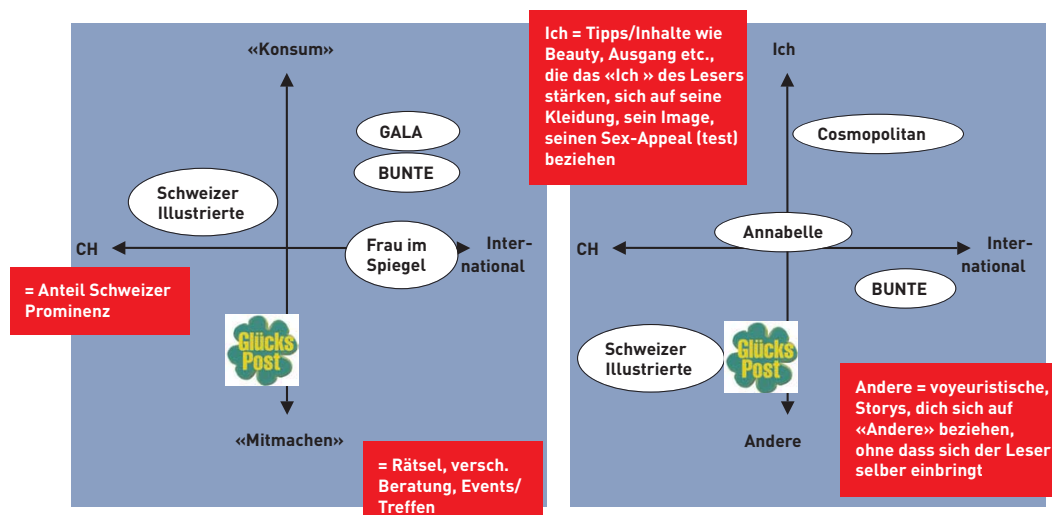 «Konsum»
GALA
BUNTE
Schweizer
Illustrierte
CH
Frau im
Spiegel
Inter-
national
= Anteil Schweizer
Prominenz
Glücks
Post
«Mitmachen»
= Rätsel, versch.
Beratung, Events/
Treffen
Ich = Tipps/Inhalte wie
Beauty, Ausgang etc.,
die das «Ich » des Lesers
stärken, sich auf seine
Kleidung, sein Image,
seinen Sex-Appeal (test)
beziehen
Ich
Cosmopolitan
Annabelle
CH
Inter-
national
BUNTE
Schweizer
Illustrierte
Glücks
Post
Andere
Andere = voyeuristische,
Storys, dich sich auf
«Andere» beziehen,
ohne dass sich der Leser
selber einbringt